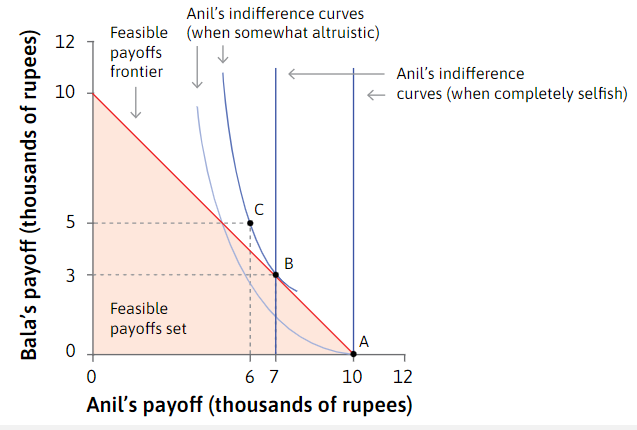 Anil's indifference curves
(when somewhat altruistic)
Feasible
payoffs
frontier
Anil's indifference
curves (when completely selfish)
Bala's payoff (thousands of rupees)
12
10
5
3
0
C
B
A
Feasible
payoffs set
0
6
7
10
12
Anil's payoff (thousands of rupees)